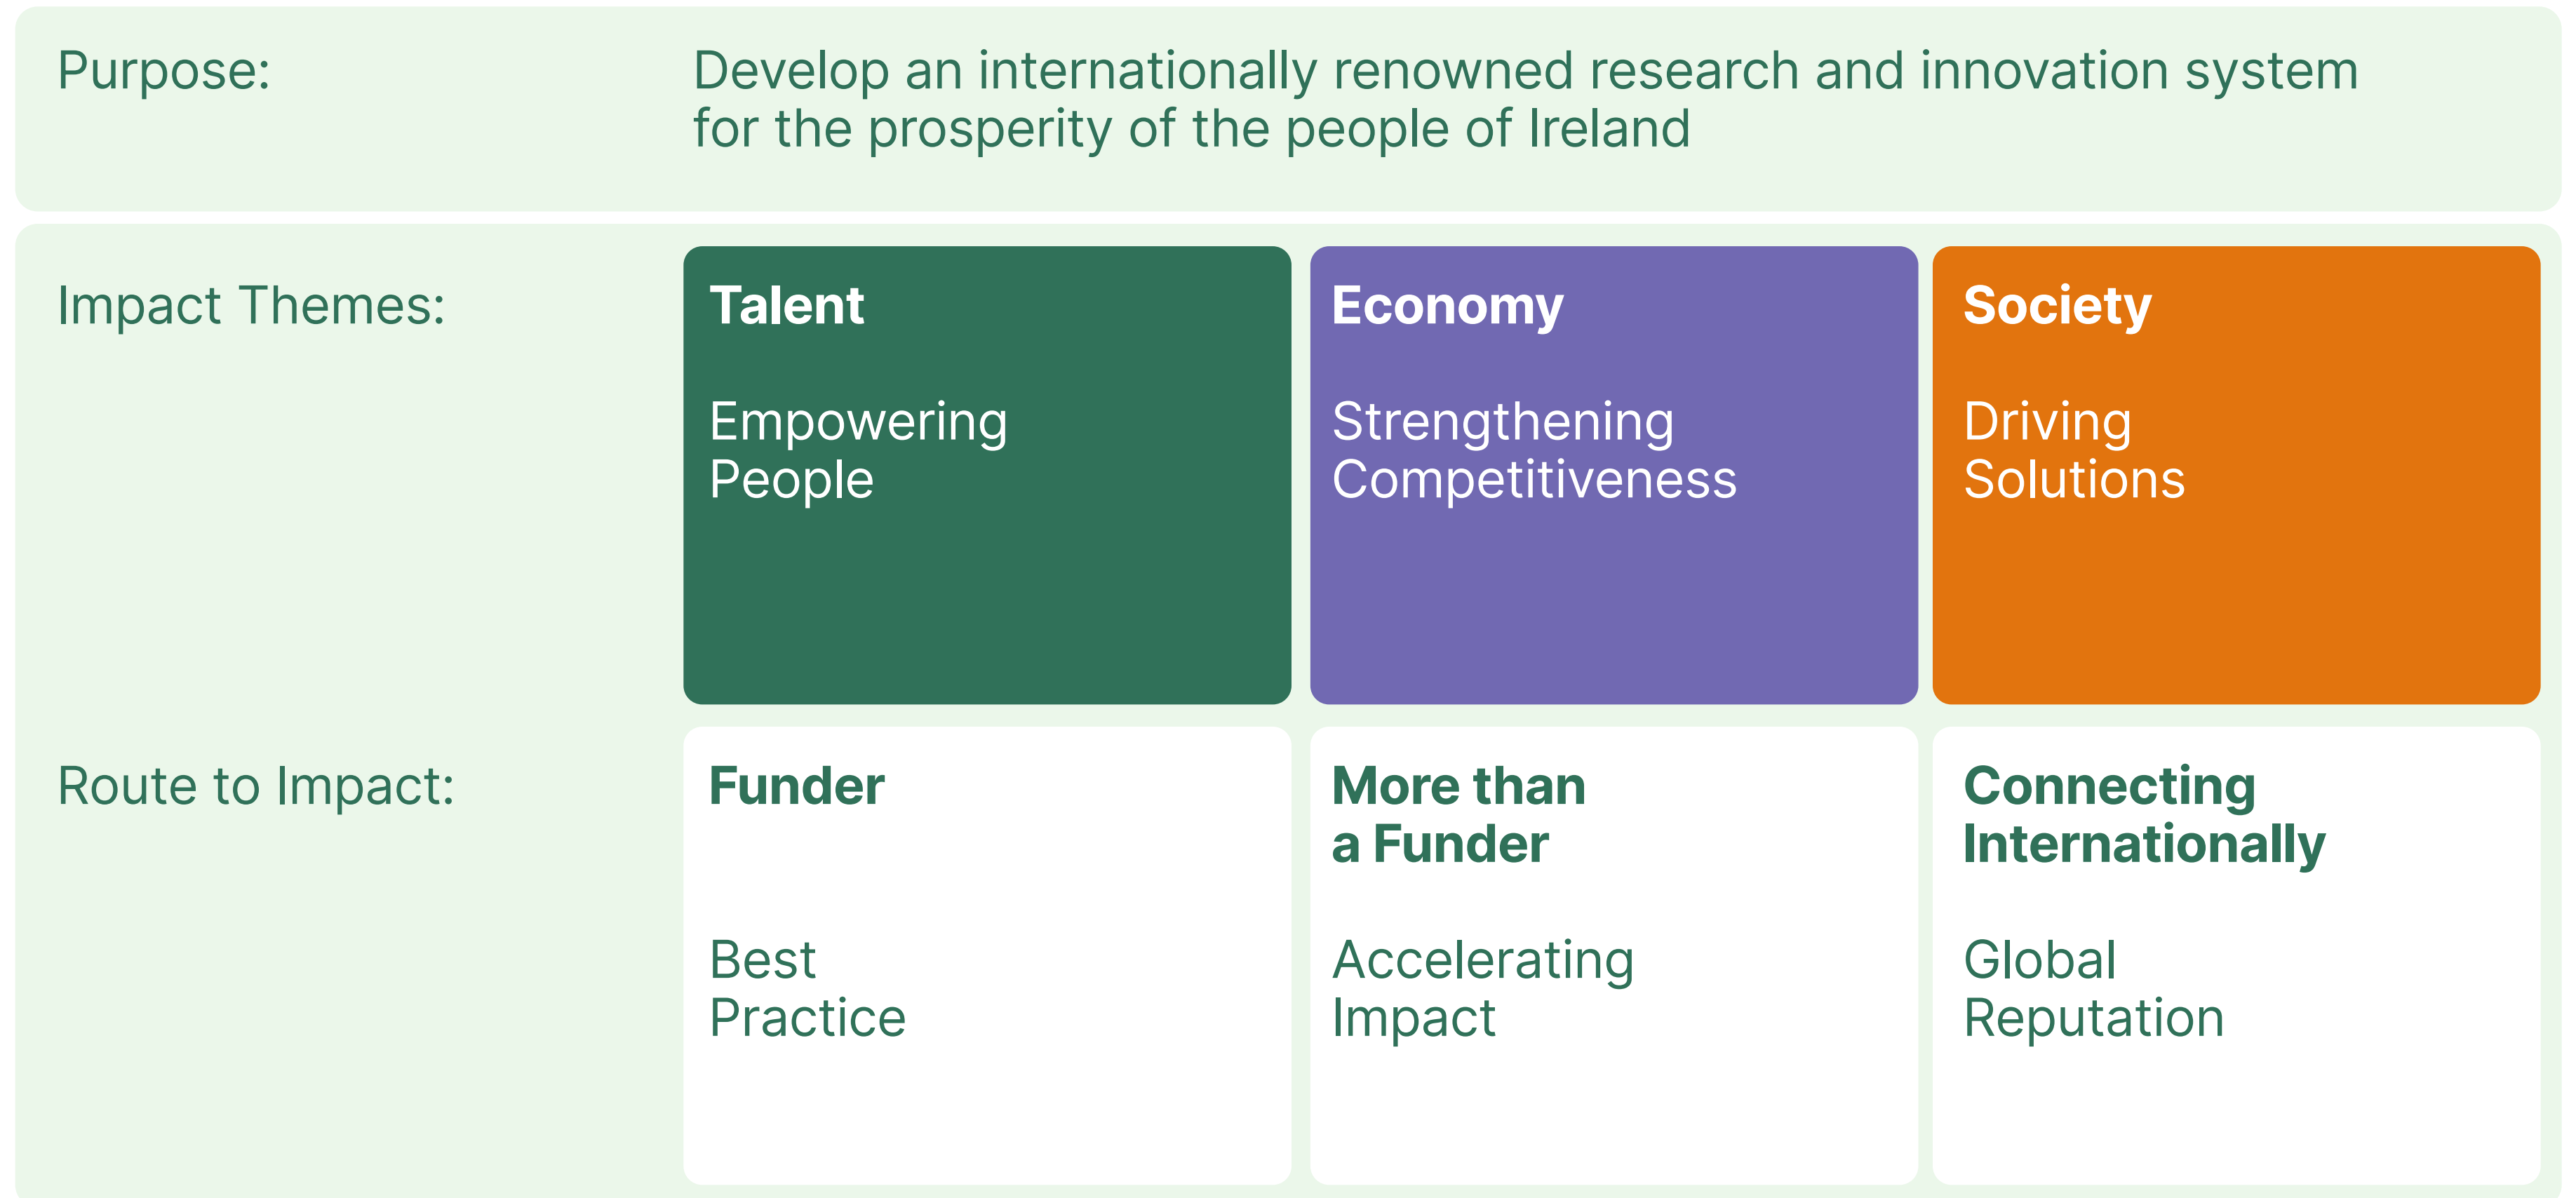 Purpose:
Develop an internationally renowned research and innovation system
for the prosperity of the people of Ireland
Impact Themes:
Talent
Empowering
People
Economy
Strengthening
Competitiveness
Society
Driving
Solutions
Route to Impact:
Funder
Best
Practice
More than
a Funder
Accelerating
Impact
Connecting
Internationally
Global
Reputation